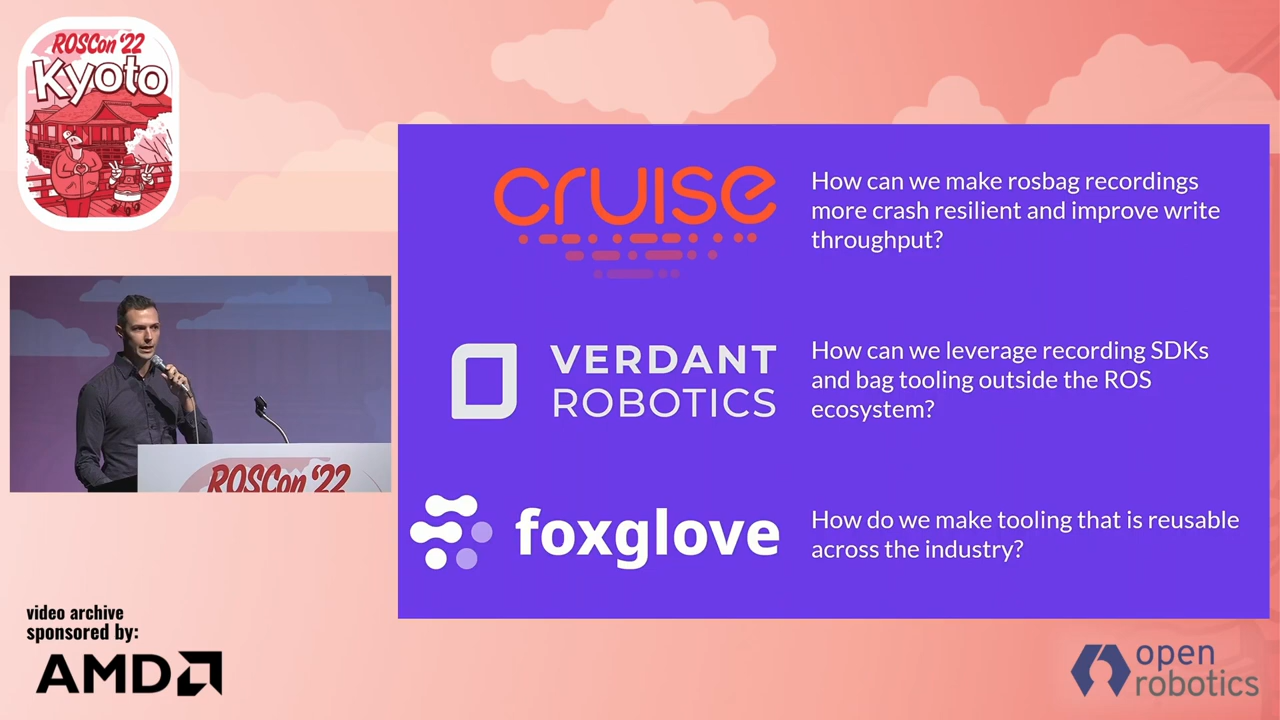 ROSCon '22
Kyoto
cruise
How can we make rosbag recordings
more crash resilient and improve write
throughput?
VERDANT
ROBOTICS
How can we leverage recording SDKs
and bag tooling outside the ROS
ecosystem?
foxglove
How do we make tooling that is reusable
across the industry?
ROSCon '22
video archive
sponsored by:
AMD
open
robotics